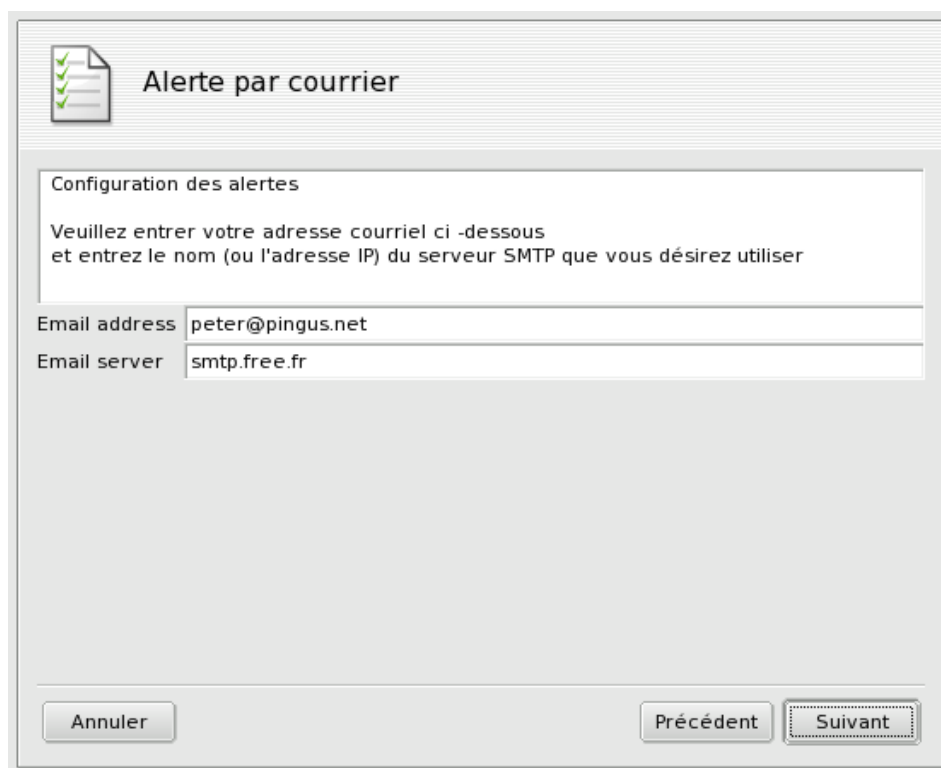 Alerte par courrier
Configuration des alertes
Veuillez entrer votre adresse courriel ci -dessous
et entrez le nom (ou l'adresse IP) du serveur SMTP que vous désirez utiliser
Email address peter@pingus.net
Email server smtp.free.fr
Annuler Précédent Suivant